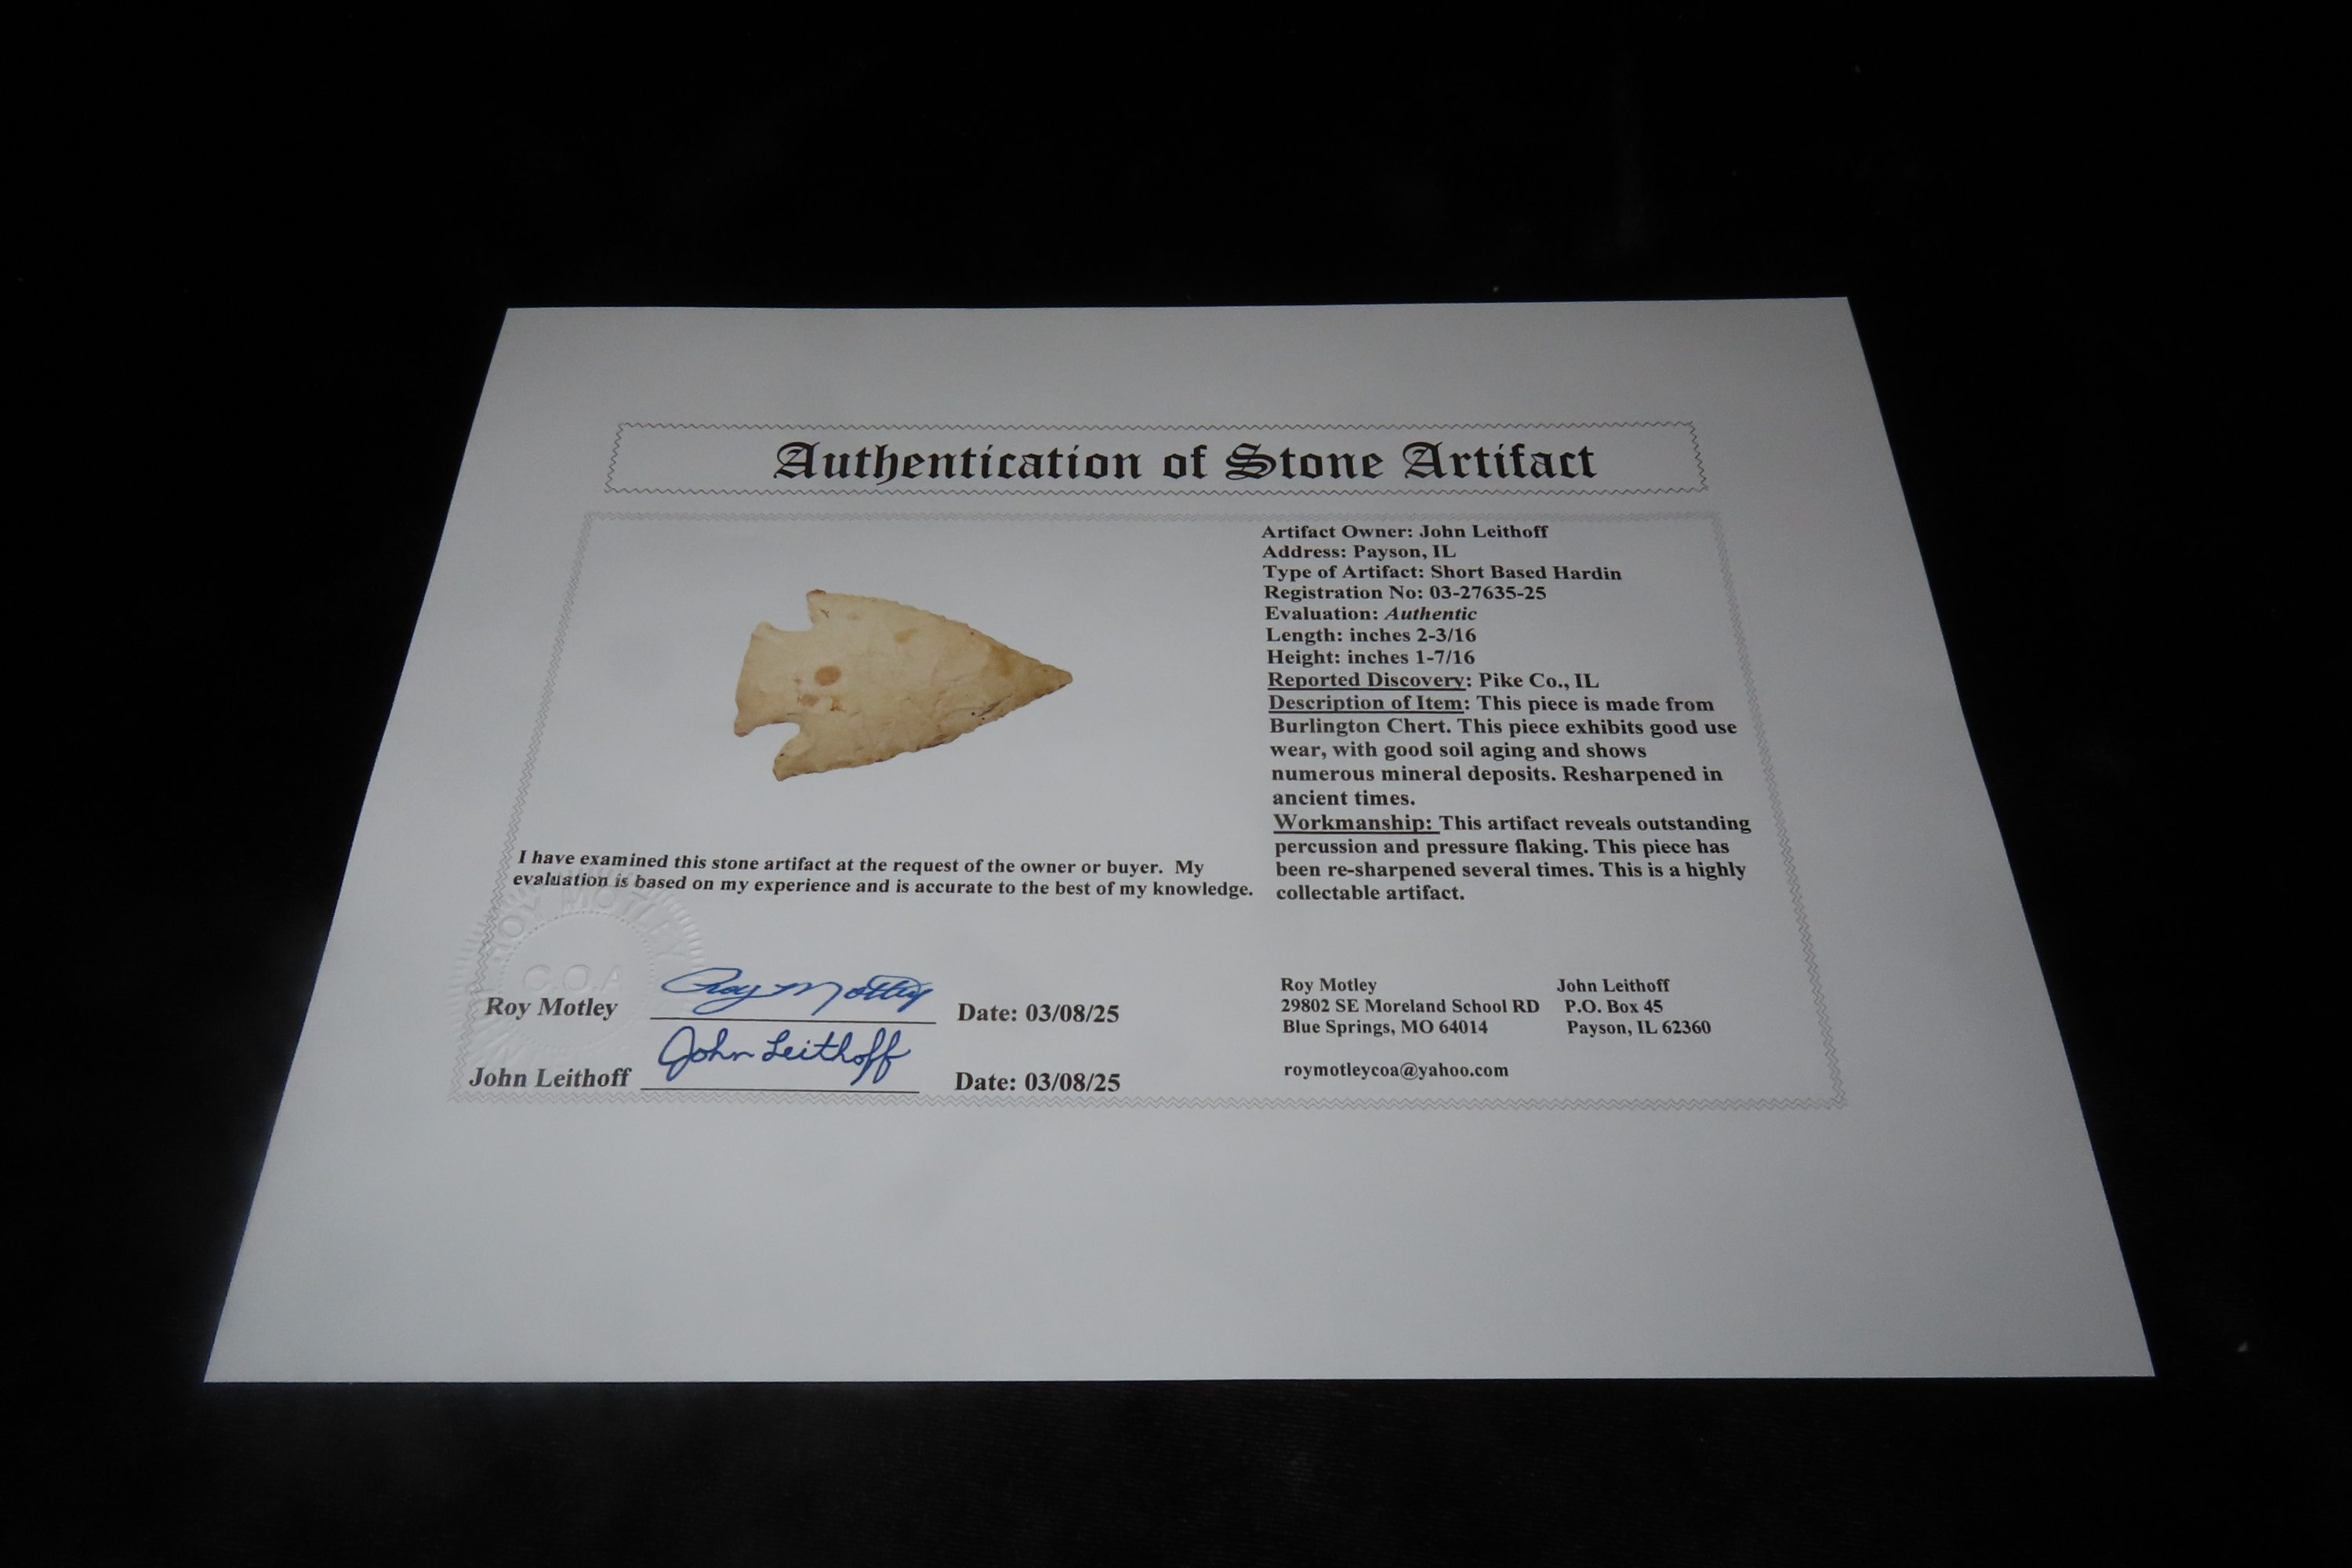 Authentication of Stone Artifact
Artifact Owner: John Leithoff
Address: Payson, IL
Type of Artifact: Short Based Hardin
Registration No: 03-27635-25
Evaluation: Authentic
Length: inches 2-3/16
Height: inches 1-7/16
Reported Discovery: Pike Co., IL
Description of Item: This piece is made from
Burlington Chert. This piece exhibits good use
wear, with good soil aging and shows
numerous mineral deposits. Resharpened in
ancient times.
Workmanship: This artifact reveals outstanding
percussion and pressure flaking. This piece has
been re-sharpened several times. This is a highly
collectable artifact.
I have examined this stone artifact at the request of the owner or buyer. My
evaluation is based on my experience and is accurate to the best of my knowledge.
ROY MOTLEY
C.O.A
Roy Motley Roy Motley Date: 03/08/25
John Leithoff John Leithoff Date: 03/08/25
Roy Motley John Leithoff
29802 SE Moreland School RD P.O. Box 45
Blue Springs, MO 64014 Payson, IL 62360
roymotleycoa@yahoo.com